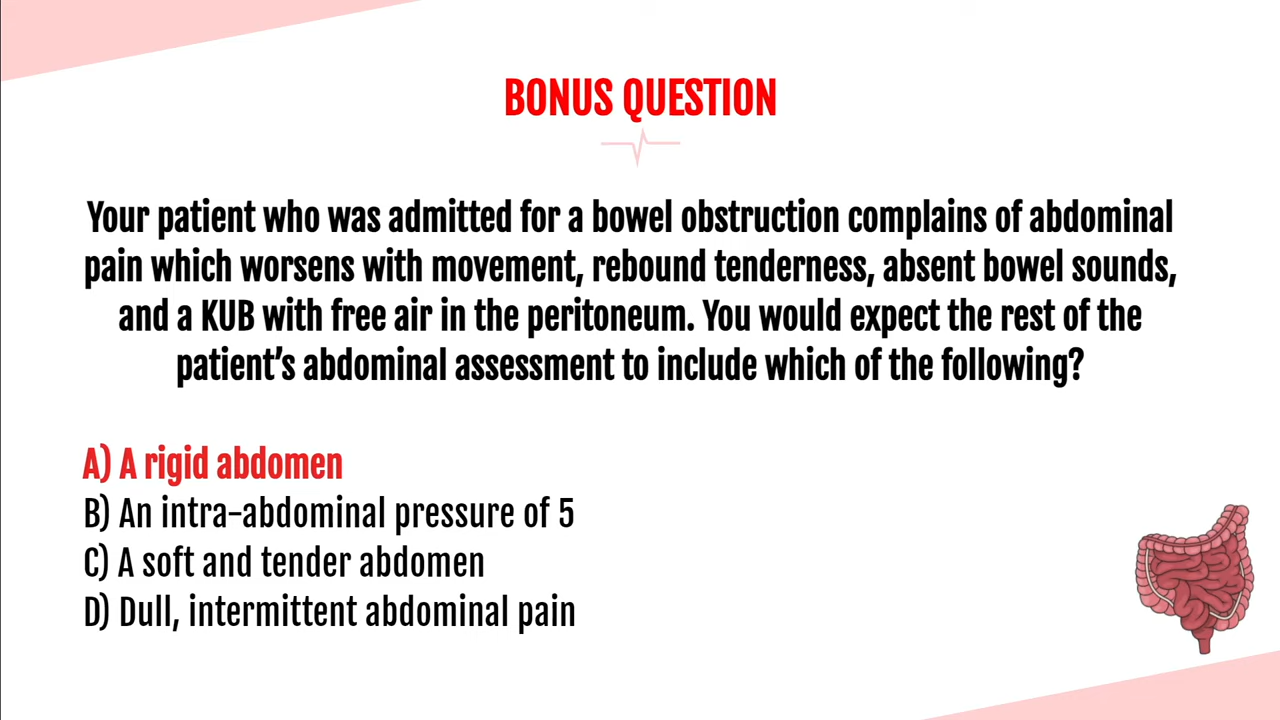 BONUS QUESTION
Your patient who was admitted for a bowel obstruction complains of abdominal
pain which worsens with movement, rebound tenderness, absent bowel sounds,
and a KUB with free air in the peritoneum. You would expect the rest of the
patient’s abdominal assessment to include which of the following?
A) A rigid abdomen
B) An intra-abdominal pressure of 5
C) A soft and tender abdomen
D) Dull, intermittent abdominal pain